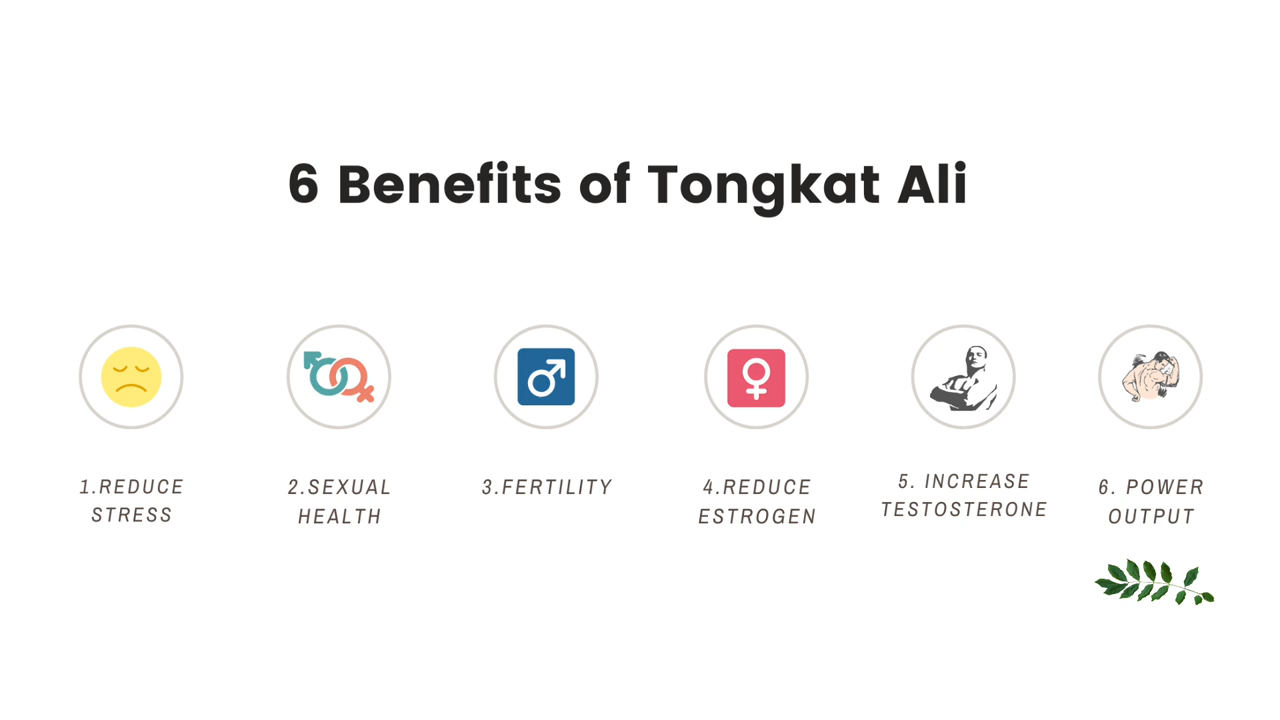 6 Benefits of Tongkat Ali
1.REDUCE
STRESS
2.SEXUAL
HEALTH
3.FERTILITY
4.REDUCE
ESTROGEN
5. INCREASE
TESTOSTERONE
6. POWER
OUTPUT